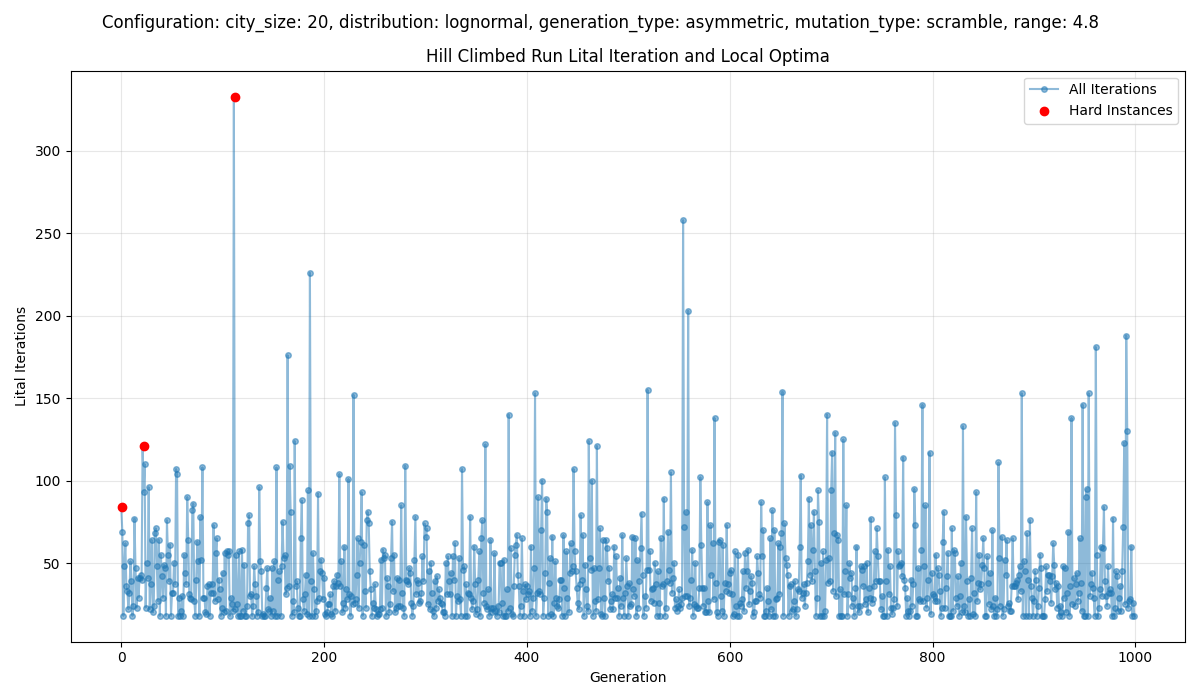 Configuration: city_size: 20, distribution: lognormal, generation_type: asymmetric, mutation_type: scramble, range: 4.8
Hill Climbed Run Lital Iteration and Local Optima
All Iterations
Hard Instances
300
250
200
150
100
50
Lital Iterations
0 200 400 600 800 1000
Generation